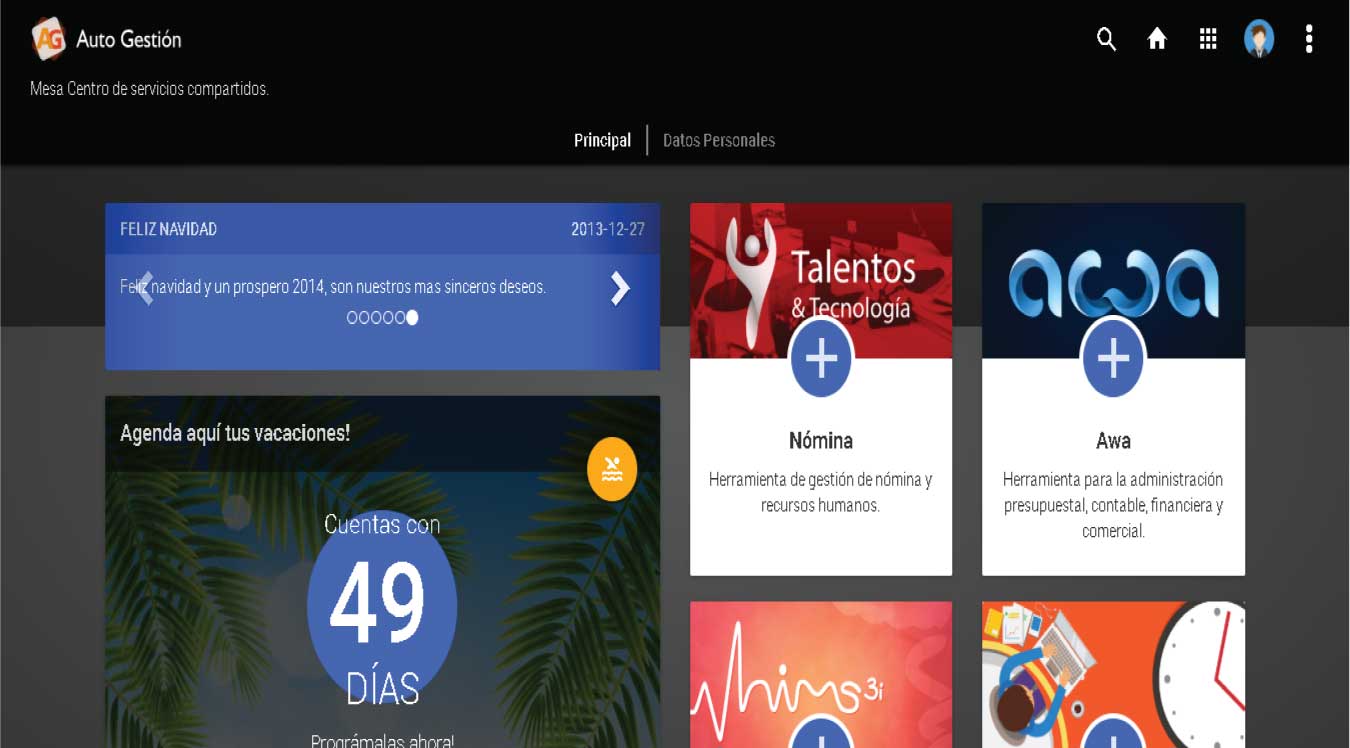 AG Auto Gestión
Mesa Centro de servicios compartidos.
Principal Datos Personales
FELIZ NAVIDAD 2013-12-27
Feliz navidad y un prospero 2014, son nuestros mas sinceros deseos.
Agenda aquí tus vacaciones!
Cuentas con
49
DÍAS
Prográmalas ahora!
Talentos
& Tecnología
Nómina
Herramienta de gestión de nómina y
recursos humanos.
awa
Awa
Herramienta para la administración
presupuestal, contable, financiera y
comercial.
whims 3i